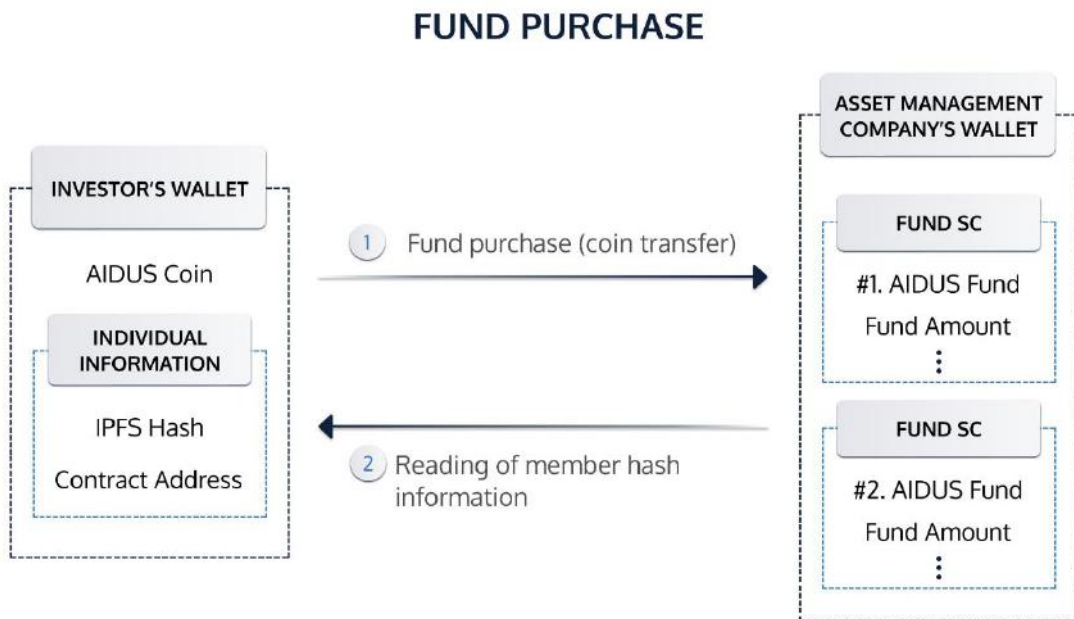 FUND PURCHASE
INVESTOR'S WALLET
AIDUS Coin
INDIVIDUAL
INFORMATION
IPFS Hash
Contract Address
1 Fund purchase (coin transfer)
2 Reading of member hash
information
ASSET MANAGEMENT
COMPANY'S WALLET
FUND SC
#1. AIDUS Fund
Fund Amount
FUND SC
#2. AIDUS Fund
Fund Amount